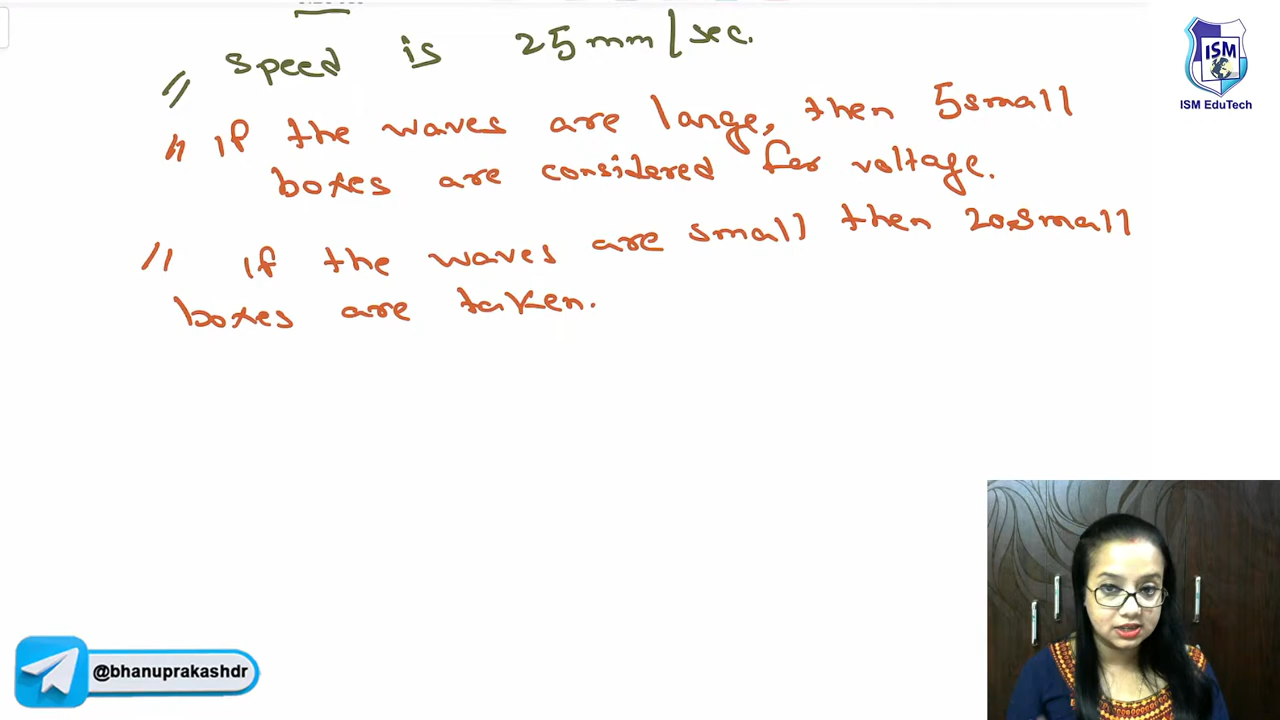 // speed is 25mm/sec.
// If the waves are large, then 5small
boxes are considered for voltage.
// If the waves are small then 20small
boxes are taken.
ISM
ISM EduTech
@bhanuprakashdr